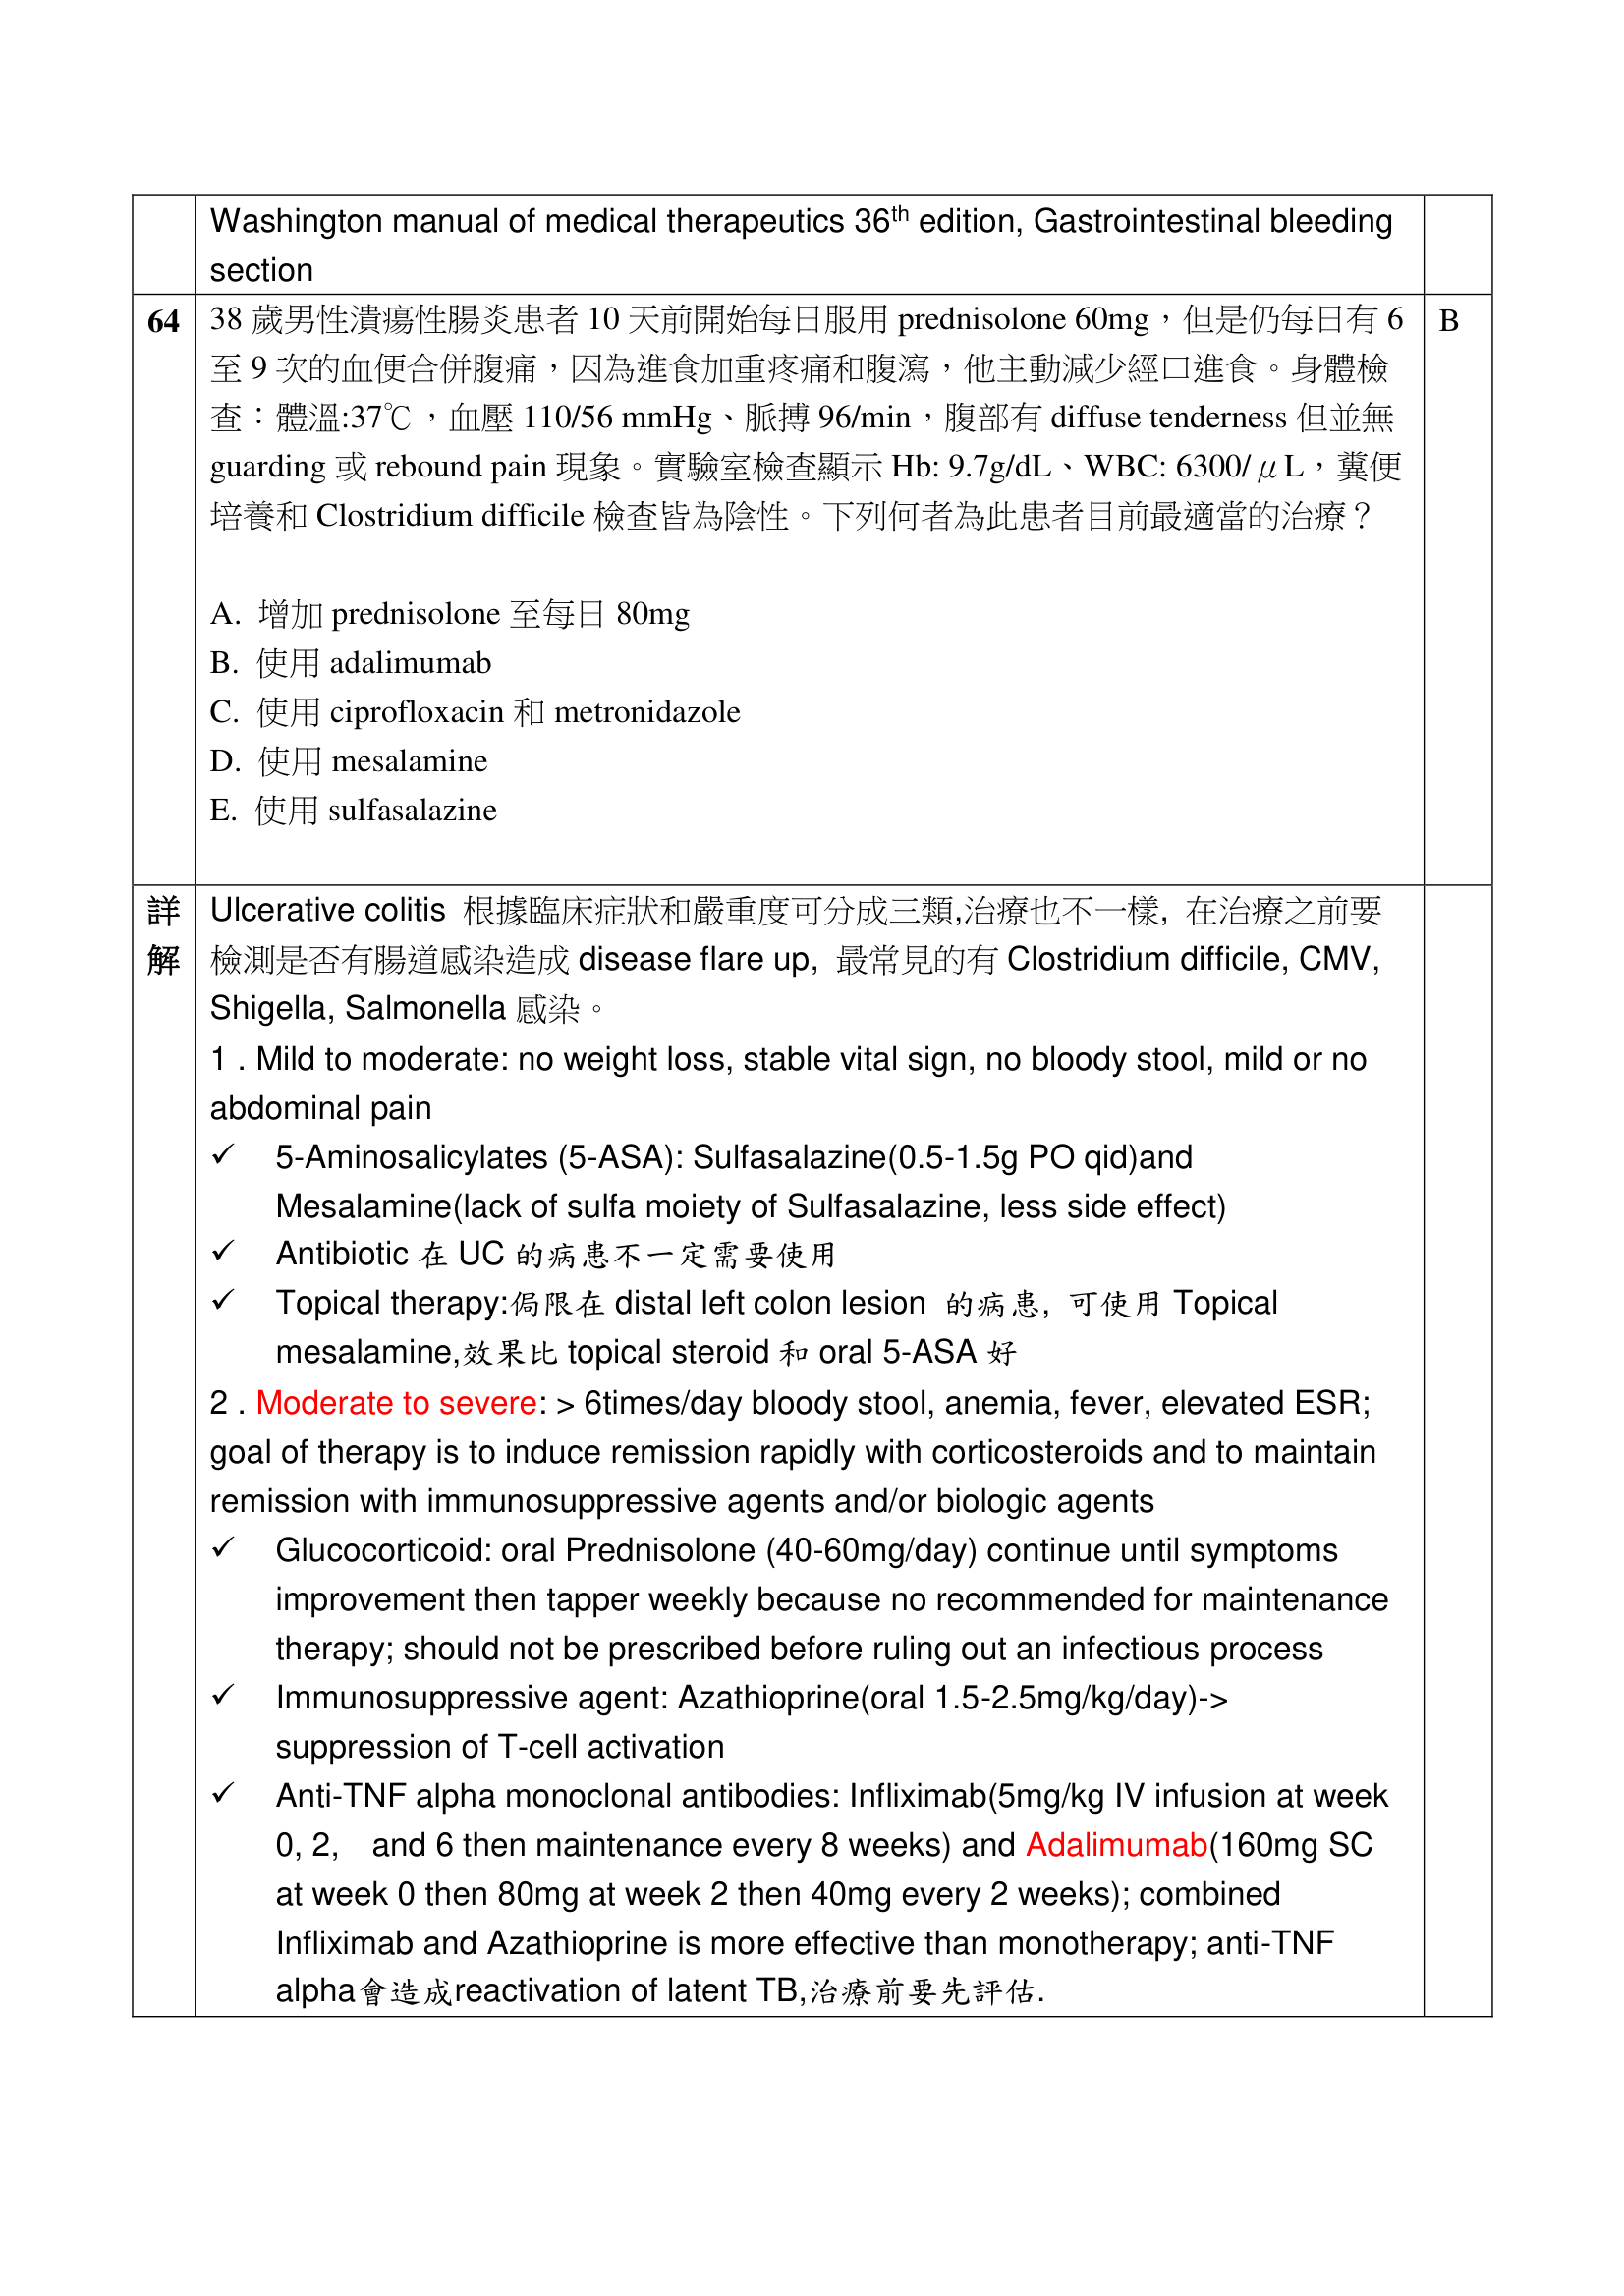 Washington manual of medical therapeutics 36th edition, Gastrointestinal bleeding
section
64 38 歲男性潰瘍性腸炎患者 10 天前開始每日服用 prednisolone 60mg，但是仍每日有 6 B
至 9 次的血便合併腹痛，因為進食加重疼痛和腹瀉，他主動減少經口進食。身體檢
查：體溫:37℃，血壓 110/56 mmHg、脈搏 96/min，腹部有 diffuse tenderness 但並無
guarding 或 rebound pain 現象。實驗室檢查顯示 Hb: 9.7g/dL、WBC: 6300/μL，糞便
培養和 Clostridium difficile 檢查皆為陰性。下列何者為此患者目前最適當的治療？
A. 增加 prednisolone 至每日 80mg
B. 使用 adalimumab
C. 使用 ciprofloxacin 和 metronidazole
D. 使用 mesalamine
E. 使用 sulfasalazine
詳解 Ulcerative colitis 根據臨床症狀和嚴重度可分成三類,治療也不一樣, 在治療之前要
檢測是否有腸道感染造成 disease flare up, 最常見的有 Clostridium difficile, CMV,
Shigella, Salmonella 感染。
1 . Mild to moderate: no weight loss, stable vital sign, no bloody stool, mild or no
abdominal pain
✓ 5-Aminosalicylates (5-ASA): Sulfasalazine(0.5-1.5g PO qid)and
Mesalamine(lack of sulfa moiety of Sulfasalazine, less side effect)
✓ Antibiotic 在 UC 的病患不一定需要使用
✓ Topical therapy:侷限在 distal left colon lesion 的病患, 可使用 Topical
mesalamine,效果比 topical steroid 和 oral 5-ASA 好
2 . Moderate to severe: > 6times/day bloody stool, anemia, fever, elevated ESR;
goal of therapy is to induce remission rapidly with corticosteroids and to maintain
remission with immunosuppressive agents and/or biologic agents
✓ Glucocorticoid: oral Prednisolone (40-60mg/day) continue until symptoms
improvement then tapper weekly because no recommended for maintenance
therapy; should not be prescribed before ruling out an infectious process
✓ Immunosuppressive agent: Azathioprine(oral 1.5-2.5mg/kg/day)->
suppression of T-cell activation
✓ Anti-TNF alpha monoclonal antibodies: Infliximab(5mg/kg IV infusion at week
0, 2, and 6 then maintenance every 8 weeks) and Adalimumab(160mg SC
at week 0 then 80mg at week 2 then 40mg every 2 weeks); combined
Infliximab and Azathioprine is more effective than monotherapy; anti-TNF
alpha會造成reactivation of latent TB,治療前要先評估.